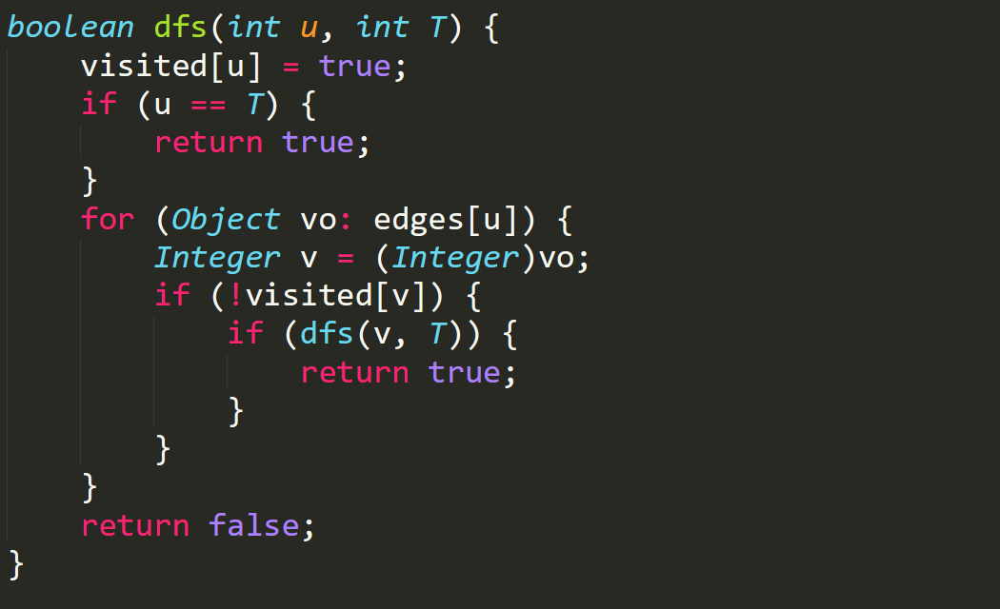 boolean dfs(int u, int T) {
    visited[u] = true;
    if (u == T) {
        return true;
    }
    for (Object vo: edges[u]) {
        Integer v = (Integer)vo;
        if (!visited[v]) {
            if (dfs(v, T)) {
                return true;
            }
        }
    }
    return false;
}